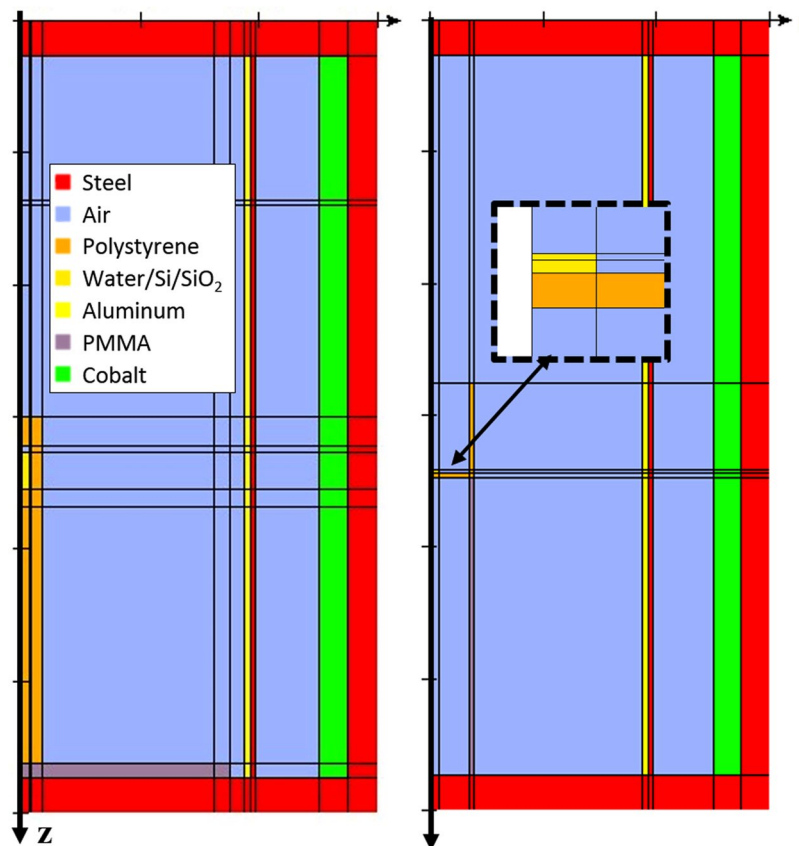 Steel
Air
Polystyrene
Water/Si/SiO₂
Aluminum
PMMA
Cobalt
z